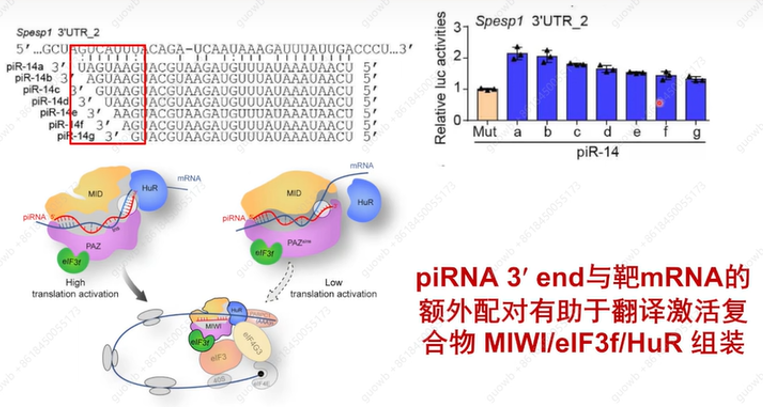 Spesp1 3'UTR_2
5' ...GCUAGUCAUUUACAGA-UCAAUAAAGAUUUAUUGACCCU...3'
piR-14a 3' UAGUAAGUACGUAAGAUGUUUAUAAAUAACU 5'
piR-14b 3' AGUAAGUACGUAAGAUGUUUAUAAAUAACU 5'
piR-14c 3' GUAAGUACGUAAGAUGUUUAUAAAUAACU 5'
piR-14d 3' UAAGUACGUAAGAUGUUUAUAAAUAACU 5'
piR-14e 3' AAGUACGUAAGAUGUUUAUAAAUAACU 5'
piR-14f 3' AGUACGUAAGAUGUUUAUAAAUAACU 5'
piR-14g 3' GUACGUAAGAUGUUUAUAAAUAACU 5'
Spesp1 3'UTR_2
Relative luc activities
3
2
1
0
Mut a b c d e f g
piR-14
MID
HuR
mRNA
piRNA
PAZ
eIF3f
High
translation activation
mRNA
MID
HuR
piRNA
eIF3f
Low
translation activation
HuR
MIWI
eIF3f
eIF4G3
eIF3
40S
eIF4E
piRNA 3′ end与靶mRNA的
额外配对有助于翻译激活复
合物 MIWI/eIF3f/HuR 组装
guowb + 8618450055173